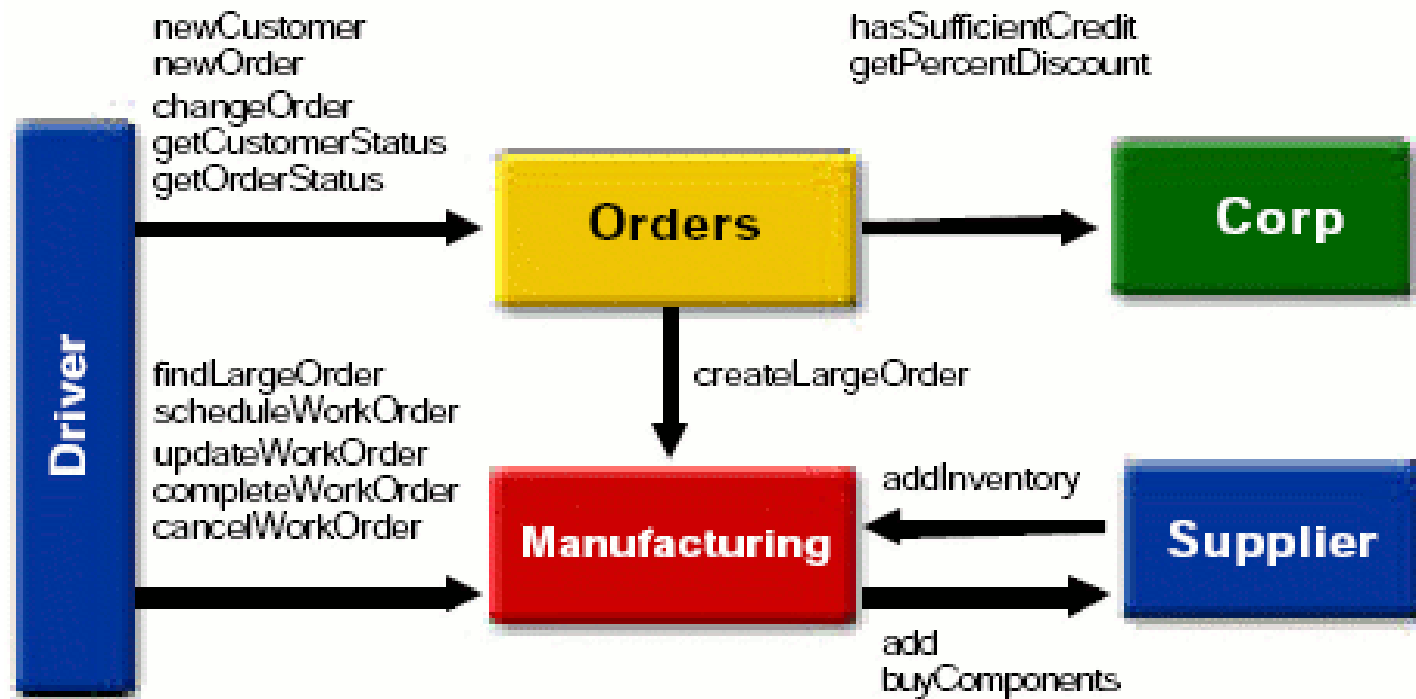 newCustomer
newOrder
changeOrder
getCustomerStatus
getOrderStatus
hasSufficientCredit
getPercentDiscount
Orders
Corp
Driver
findLargeOrder
scheduleWorkOrder
updateWorkOrder
completeWorkOrder
cancelWorkOrder
createLargeOrder
Manufacturing
addInventory
Supplier
add
buyComponents